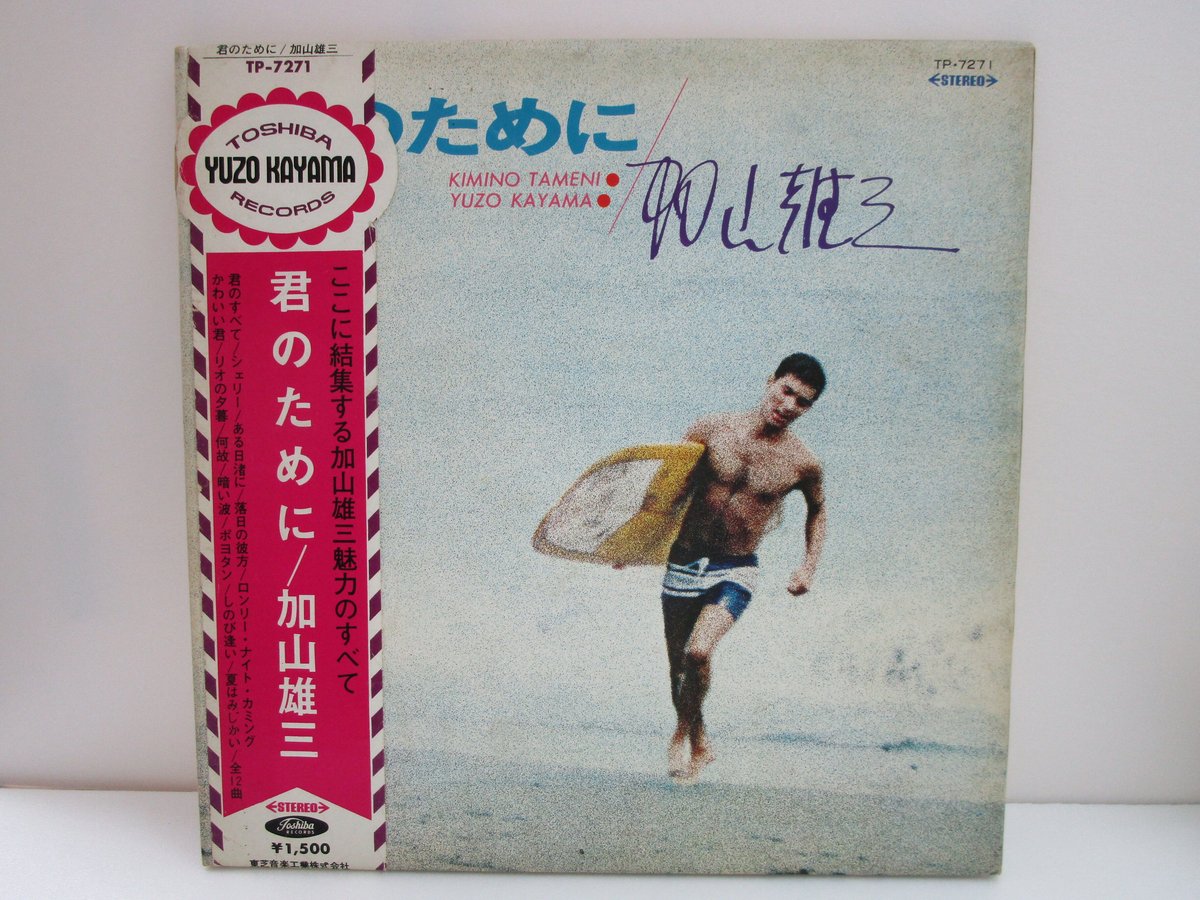 君のために/加山雄三
TP-7271
TOSHIBA
YUZO KAYAMA
RECORDS
ここに結集する加山雄三魅力のすべて
君のために/加山雄三
君のすべて/シェリー/ある日渚に/落日の彼方/ロンリー・ナイト・カミング
かわいい君/リオの夕暮/何故/暗い波/ポヨタン/しのび逢い/夏はみじかい/全12曲
STEREO
Toshiba
RECORDS
¥1,500
東芝音楽工業株式会社
TP・7271
STEREO
のために
KIMINO TAMENI
YUZO KAYAMA
加山雄三